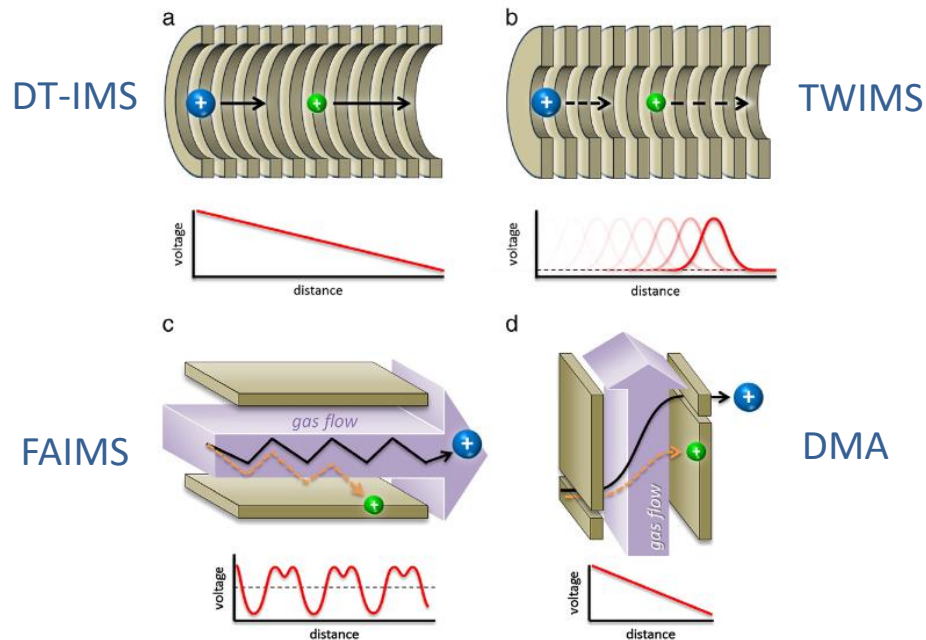 a
b
DT-IMS
TWIMS
+
+
+
+
voltage
distance
voltage
distance
c
d
gas flow
+
+
FAIMS
gas flow
+
+
DMA
voltage
distance
voltage
distance